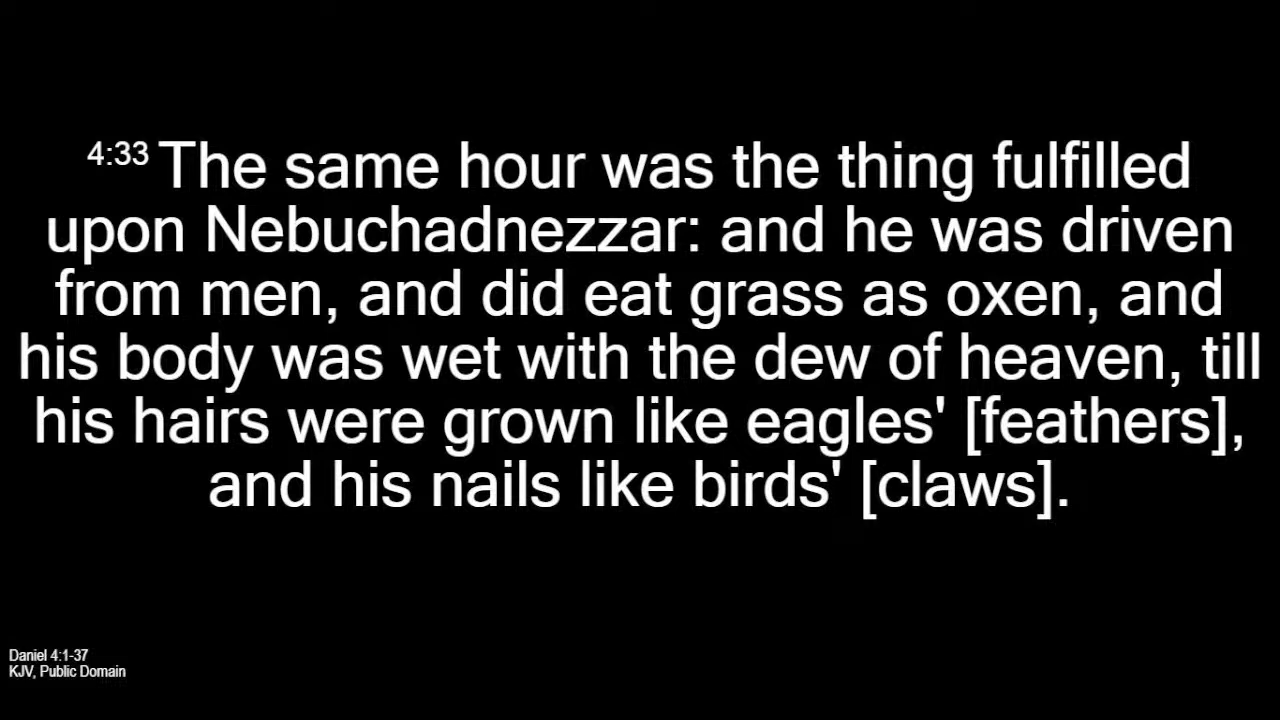 4:33 The same hour was the thing fulfilled
upon Nebuchadnezzar: and he was driven
from men, and did eat grass as oxen, and
his body was wet with the dew of heaven, till
his hairs were grown like eagles' [feathers],
and his nails like birds' [claws].
Daniel 4:1-37
KJV, Public Domain